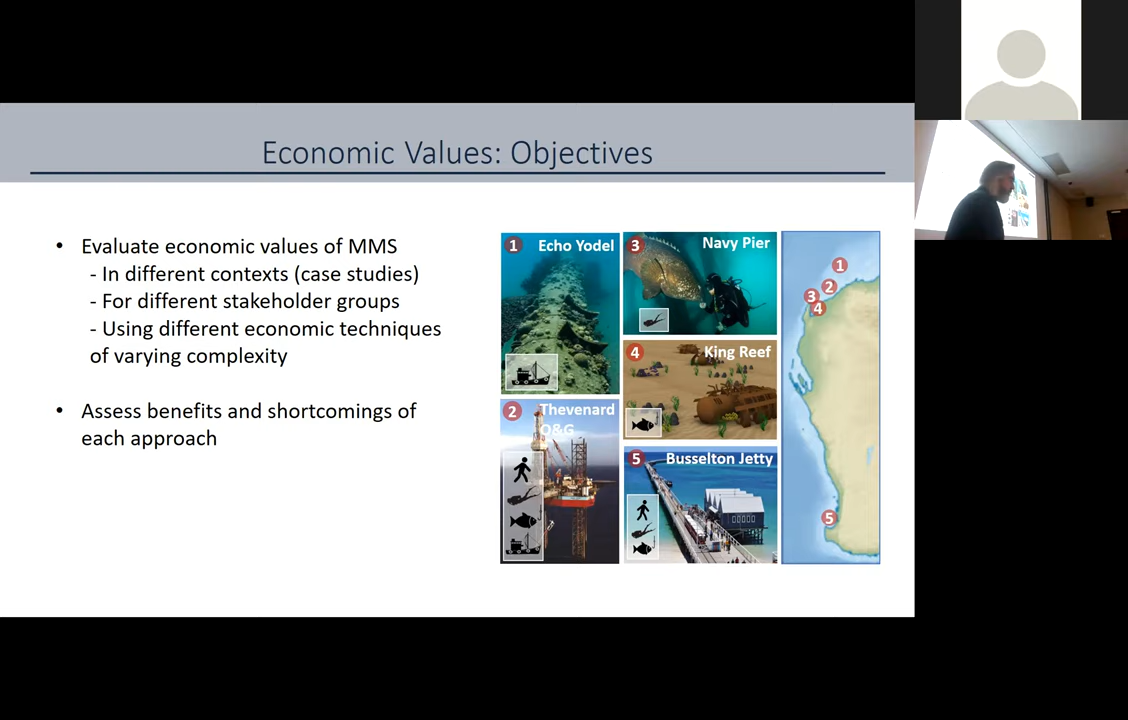 Economic Values: Objectives
• Evaluate economic values of MMS
- In different contexts (case studies)
- For different stakeholder groups
- Using different economic techniques
of varying complexity
• Assess benefits and shortcomings of
each approach
1 Echo Yodel
2 Thevenard
O&G
3 Navy Pier
4 King Reef
5 Busselton Jetty
1
2
3
4
5